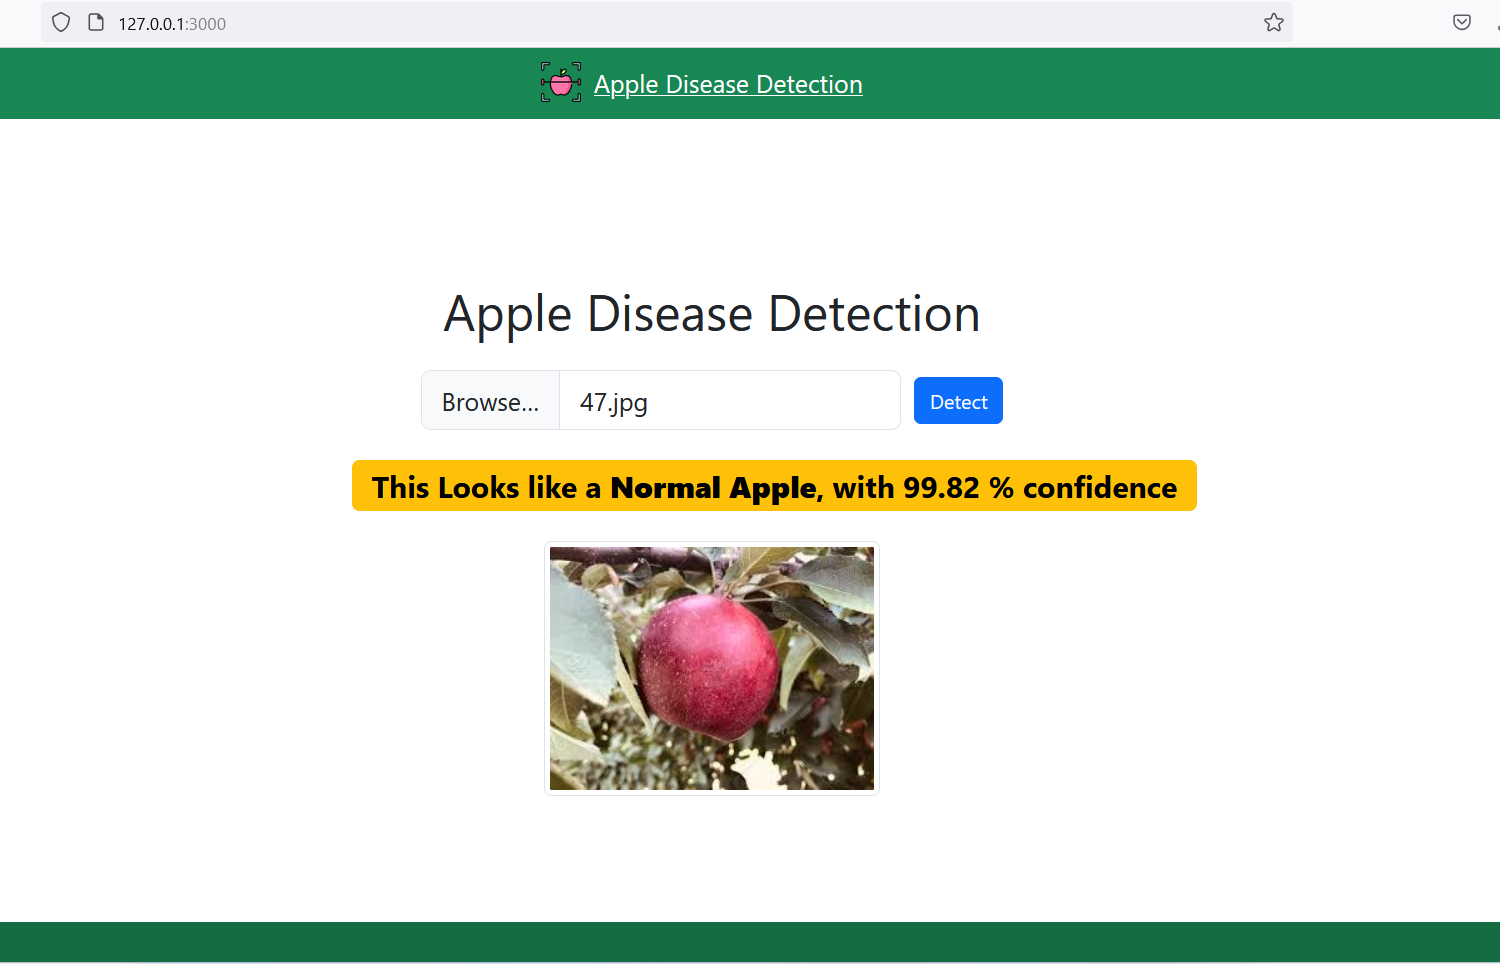 127.0.0.1:3000
Apple Disease Detection
Apple Disease Detection
Browse...
47.jpg
Detect
This Looks like a Normal Apple, with 99.82 % confidence